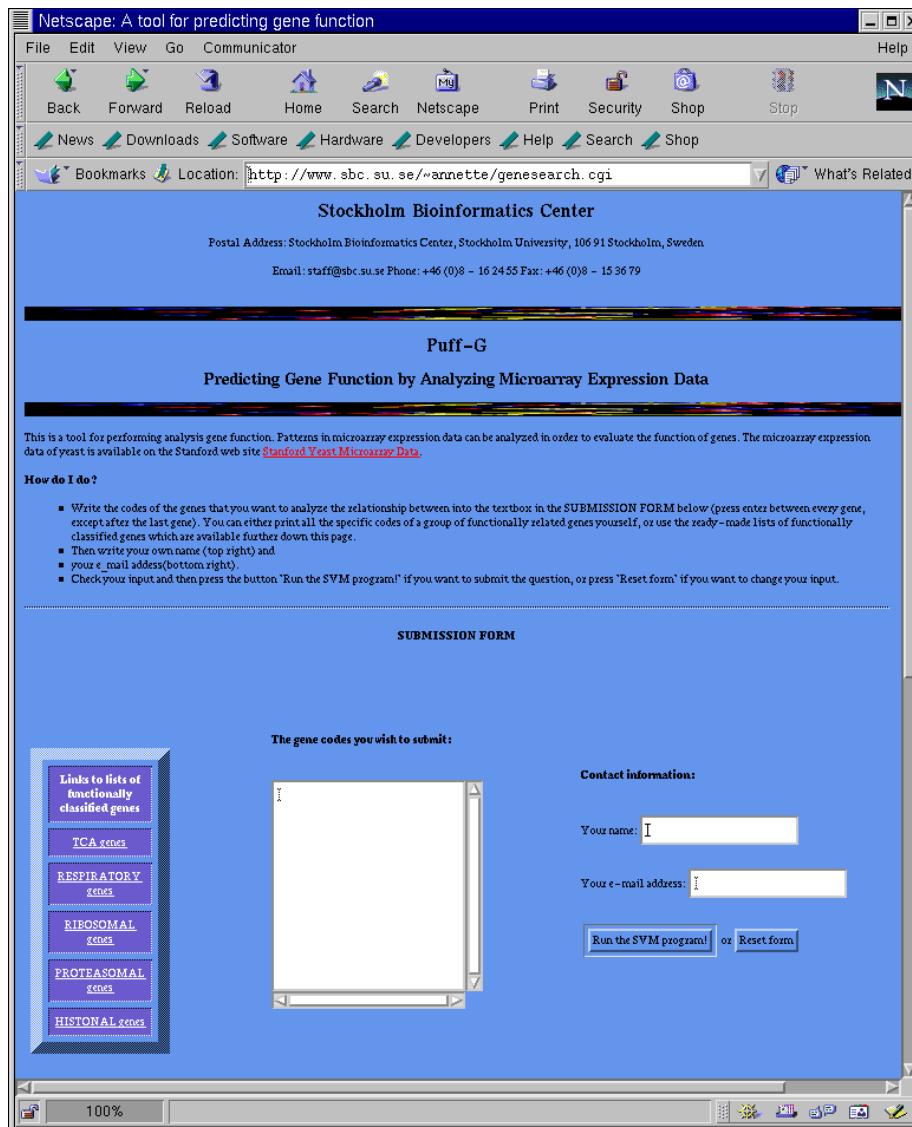 Netscape: A tool for predicting gene function
File Edit View Go Communicator Help
Back Forward Reload Home Search Netscape Print Security Shop Stop
My
N
News Downloads Software Hardware Developers Help Search Shop
Bookmarks Location: http://www.sbc.su.se/~annette/genesearch.cgi What's Related
Stockholm Bioinformatics Center
Postal Address: Stockholm Bioinformatics Center, Stockholm University, 106 91 Stockholm, Sweden
Email: staff@sbc.su.se Phone: +46 (0)8 - 16 24 55 Fax: +46 (0)8 - 15 36 79
Puff-G
Predicting Gene Function by Analyzing Microarray Expression Data
This is a tool for performing analysis gene function. Patterns in microarray expression data can be analyzed in order to evaluate the function of genes. The microarray expression
data of yeast is available on the Stanford web site Stanford Yeast Microarray Data.
How do I do?
Write the codes of the genes that you want to analyze the relationship between into the textbox in the SUBMISSION FORM below (press enter between every gene,
except after the last gene). You can either print all the specific codes of a group of functionally related genes yourself, or use the ready-made lists of functionally
classified genes which are available further down this page.
Then write your own name (top right) and
your e_mail addess(bottom right).
Check your input and then press the button "Run the SVM program!" if you want to submit the question, or press "Reset form" if you want to change your input.
SUBMISSION FORM
Links to lists of
functionally
classified genes
TCA genes
RESPIRATORY
genes
RIBOSOMAL
genes
PROTEASOMAL
genes
HISTONAL genes
The gene codes you wish to submit:
Contact information:
Your name:
Your e-mail address:
Run the SVM program! or Reset form
100%